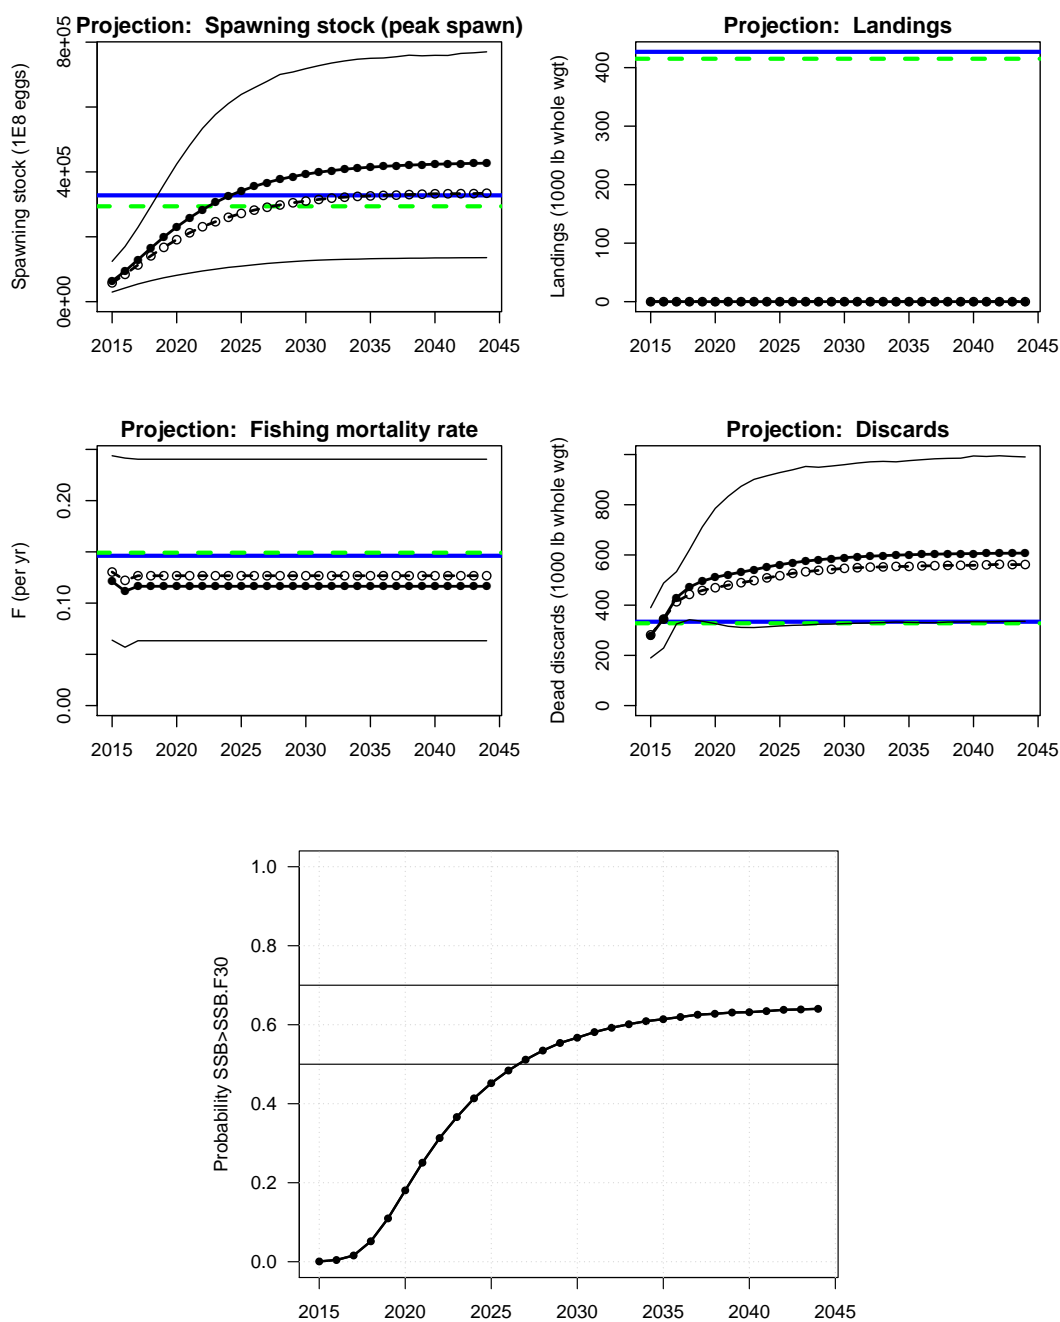 Projection:  Spawning stock (peak spawn)
Spawning stock (1E8 eggs)
8e+05
4e+05
0e+00
2015 2020 2025 2030 2035 2040 2045
Projection:  Landings
Landings (1000 lb whole wgt)
400
300
200
100
0
2015 2020 2025 2030 2035 2040 2045
Projection:  Fishing mortality rate
F (per yr)
0.20
0.10
0.00
2015 2020 2025 2030 2035 2040 2045
Projection:  Discards
Dead discards (1000 lb whole wgt)
800
600
400
200
0
2015 2020 2025 2030 2035 2040 2045
Probability SSB>SSB.F30
1.0
0.8
0.6
0.4
0.2
0.0
2015 2020 2025 2030 2035 2040 2045